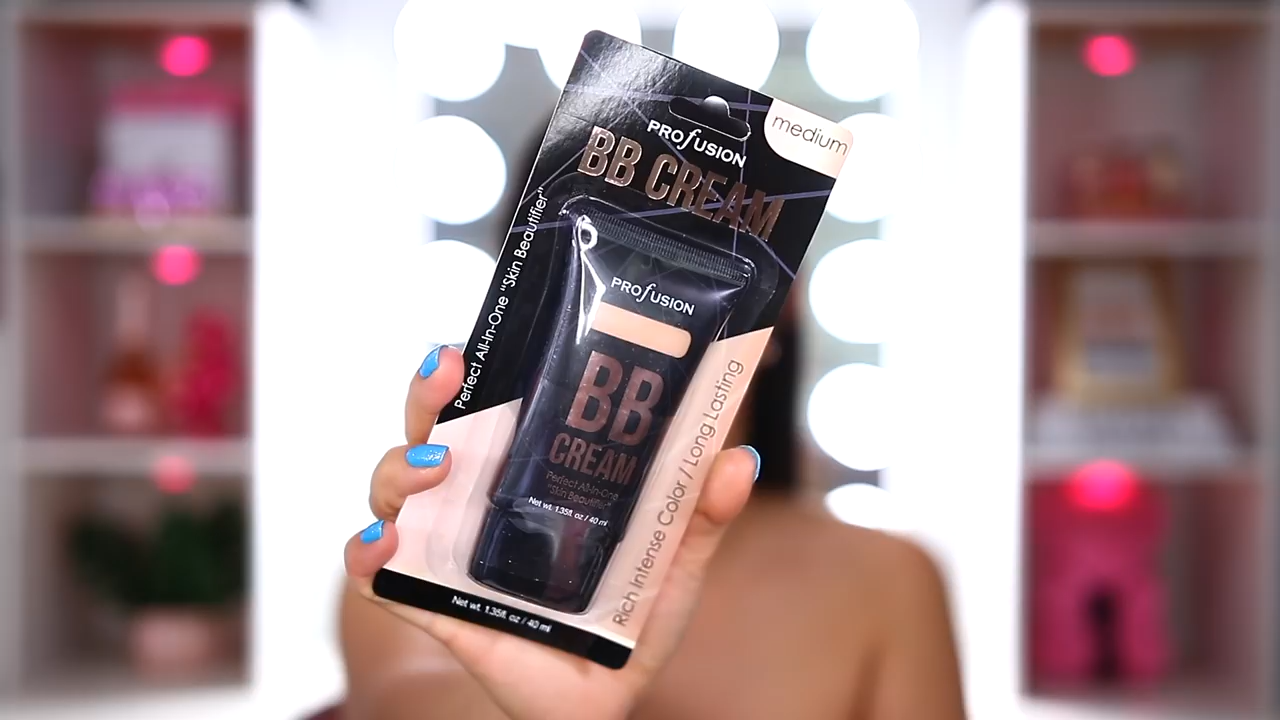 medium
PROfUSION
BB CREAM
Perfect All-In-One "Skin Beautifier"
PROfUSION
BB
CREAM
Perfect All-In-One
"Skin Beautifier"
Net wt. 1.35fl. oz / 40 ml
Rich Intense Color / Long Lasting
Net wt. 1.35fl. oz / 40 ml